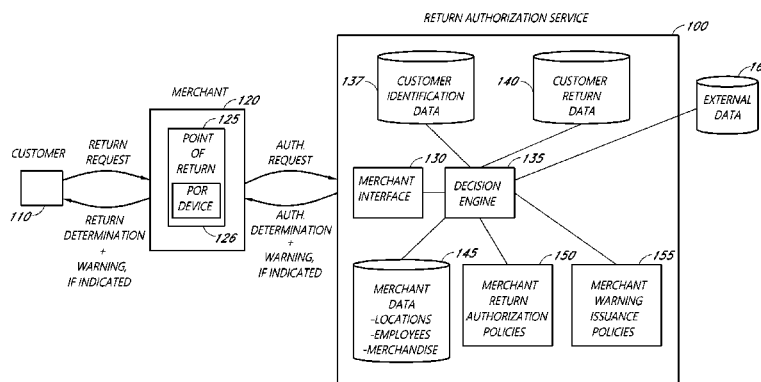 RETURN AUTHORIZATION SERVICE
100
137
CUSTOMER
IDENTIFICATION
DATA
140
CUSTOMER
RETURN
DATA
16
EXTERNAL
DATA
MERCHANT
120
125
POINT
OF
RETURN
POR
DEVICE
126
CUSTOMER
110
RETURN
REQUEST
RETURN
DETERMINATION
+
WARNING,
IF INDICATED
AUTH.
REQUEST
AUTH.
DETERMINATION
+
WARNING,
IF INDICATED
130
MERCHANT
INTERFACE
135
DECISION
ENGINE
145
MERCHANT
DATA
-LOCATIONS
-EMPLOYEES
-MERCHANDISE
150
MERCHANT
RETURN
AUTHORIZATION
POLICIES
155
MERCHANT
WARNING
ISSUANCE
POLICIES